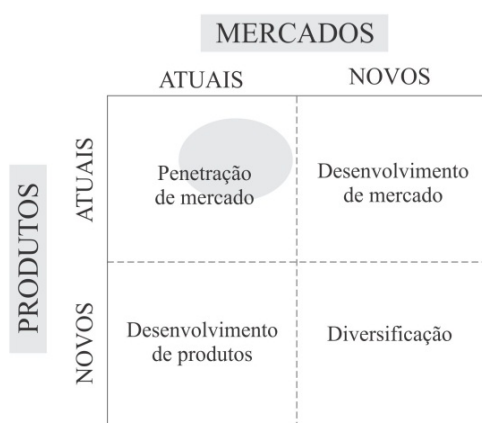 MERCADOS
ATUAIS
NOVOS
PRODUTOS
ATUAIS
Penetração
de mercado
Desenvolvimento
de mercado
NOVOS
Desenvolvimento
de produtos
Diversificação